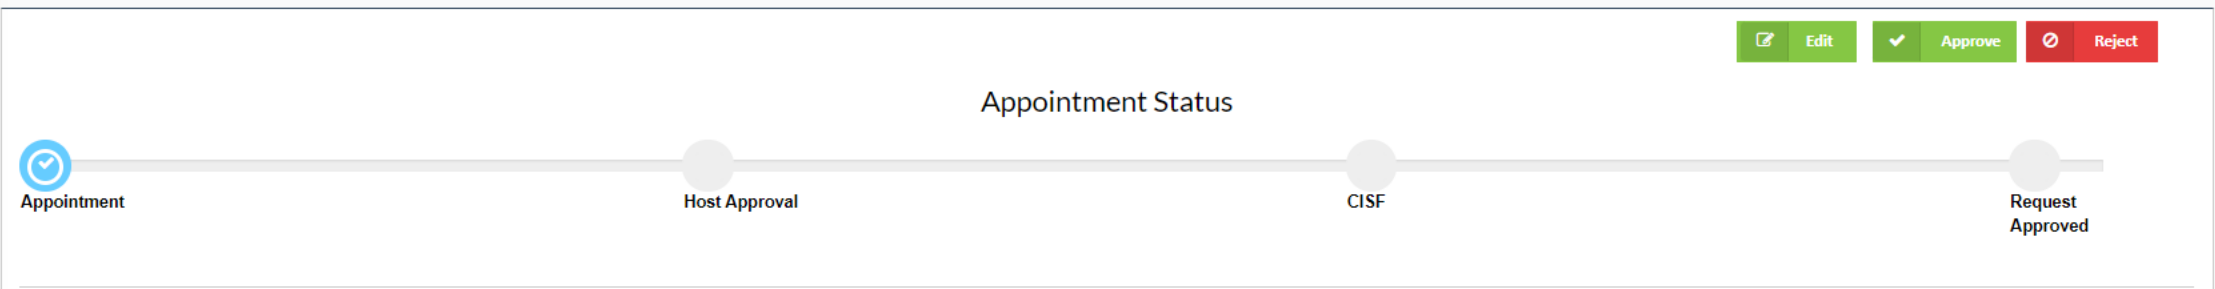 Edit Approve Reject
Appointment Status
Appointment Host Approval CISF Request
Approved